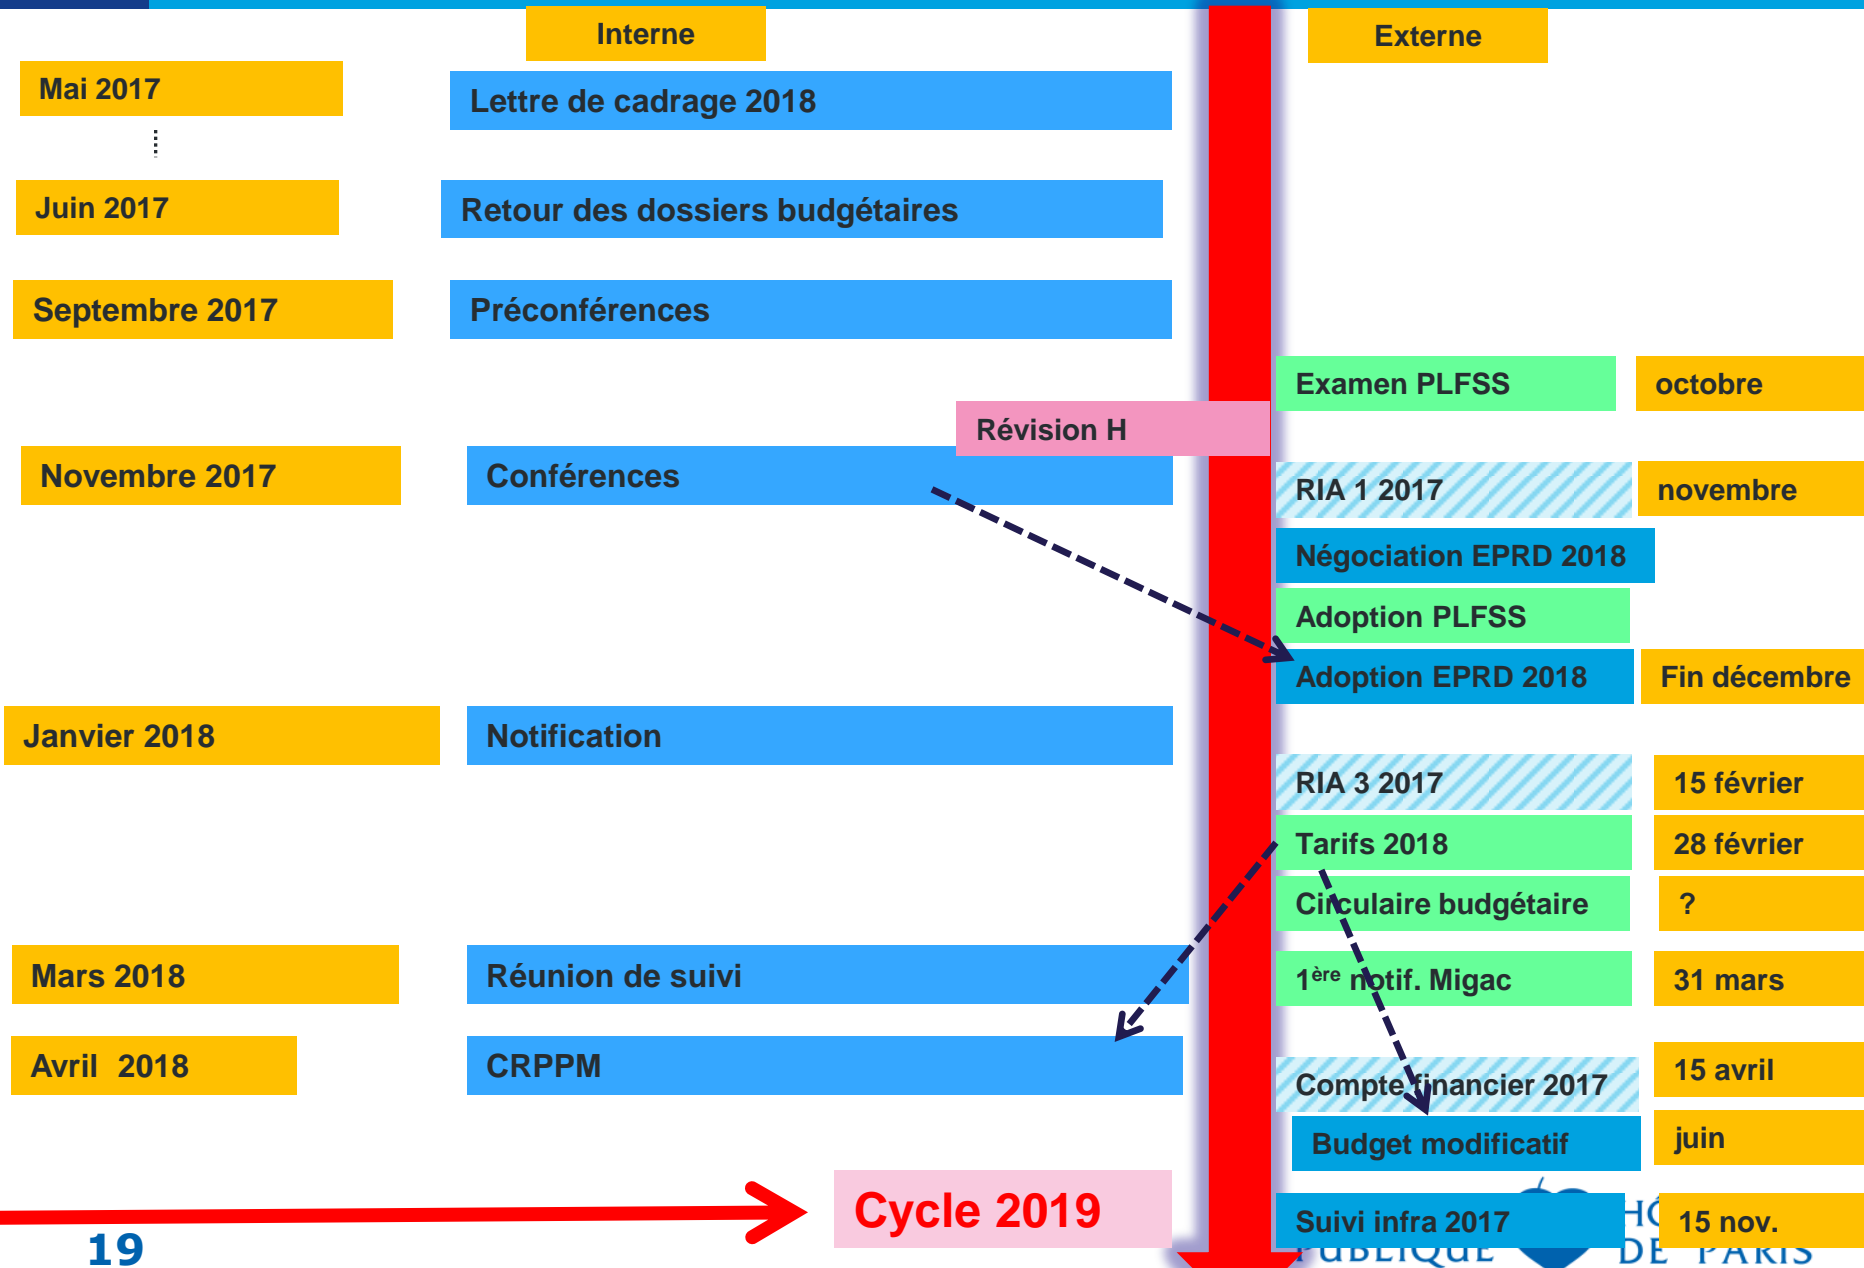 Interne
Externe
Mai 2017
Lettre de cadrage 2018
Juin 2017
Retour des dossiers budgétaires
Septembre 2017
Préconférences
Examen PLFSS
octobre
Révision H
Novembre 2017
Conférences
RIA 1 2017
novembre
Négociation EPRD 2018
Adoption PLFSS
Adoption EPRD 2018
Fin décembre
Janvier 2018
Notification
RIA 3 2017
15 février
Tarifs 2018
28 février
Circulaire budgétaire
?
Mars 2018
Réunion de suivi
1ère notif. Migac
31 mars
Avril 2018
CRPPM
Compte financier 2017
15 avril
Budget modificatif
juin
Cycle 2019
Suivi infra 2017
15 nov.
PUBLIQUE
DE PARIS
19